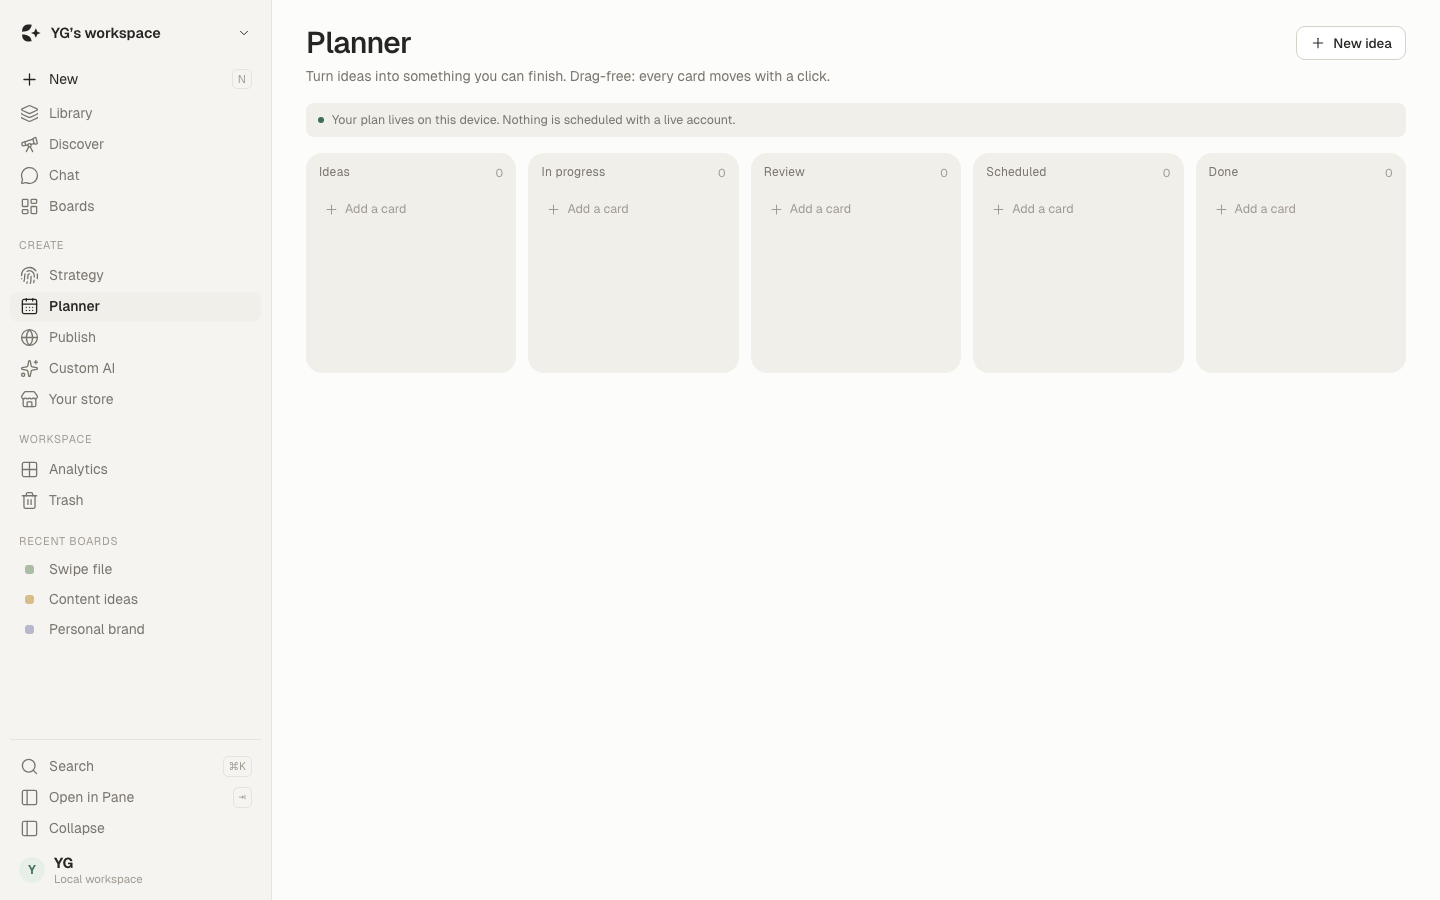 YG's workspace
New N
Library
Discover
Chat
Boards
CREATE
Strategy
Planner
Publish
Custom AI
Your store
WORKSPACE
Analytics
Trash
RECENT BOARDS
Swipe file
Content ideas
Personal brand
Search ⌘K
Open in Pane ⇥
Collapse
Y
YG
Local workspace
Planner
New idea
Turn ideas into something you can finish. Drag-free: every card moves with a click.
Your plan lives on this device. Nothing is scheduled with a live account.
Ideas 0
Add a card
In progress 0
Add a card
Review 0
Add a card
Scheduled 0
Add a card
Done 0
Add a card